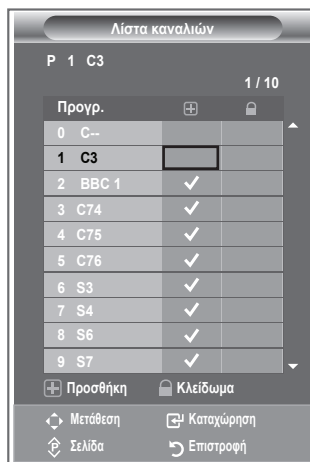 Λίστα καναλιών
P 1 C3
1 / 10
Προγρ.
0 C--
1 C3
2 BBC 1
3 C74
4 C75
5 C76
6 S3
7 S4
8 S6
9 S7
Προσθήκη Κλείδωμα
Μετάθεση Καταχώρηση
Σελίδα Επιστροφή